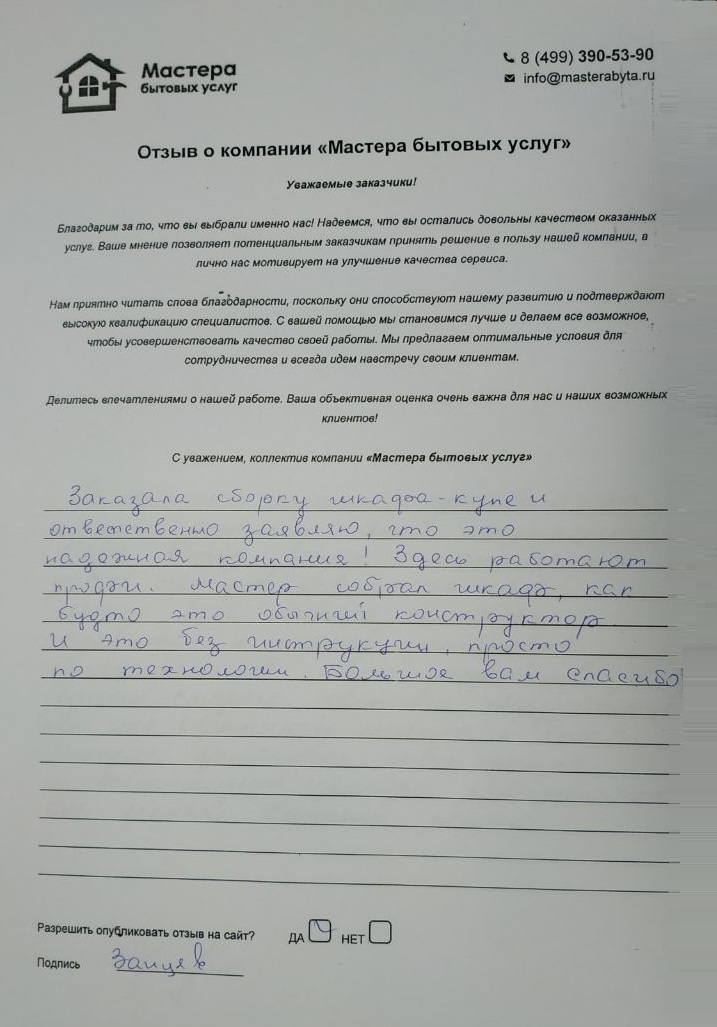 Мастера
бытовых услуг
8 (499) 390-53-90
info@masterabyta.ru
Отзыв о компании «Мастера бытовых услуг»
Уважаемые заказчики!
Благодарим за то, что вы выбрали именно нас! Надеемся, что вы остались довольны качеством оказанных
услуг. Ваше мнение позволяет потенциальным заказчикам принять решение в пользу нашей компании, а
лично нас мотивирует на улучшение качества сервиса.
Нам приятно читать слова благодарности, поскольку они способствуют нашему развитию и подтверждают
высокую квалификацию специалистов. С вашей помощью мы становимся лучше и делаем все возможное,
чтобы усовершенствовать качество своей работы. Мы предлагаем оптимальные условия для
сотрудничества и всегда идем навстречу своим клиентам.
Делитесь впечатлениями о нашей работе. Ваша объективная оценка очень важна для нас и наших возможных
клиентов!
С уважением, коллектив компании «Мастера бытовых услуг»
Заказала сборку шкафа-купе и
ответственно заявляю, что это
надежная компания! Здесь работают
профи. Мастер собрал шкаф, как
будто это обычный конструктор
и это без инструкции, просто
по технологии. Большое вам спасибо
Разрешить опубликовать отзыв на сайт? ДА НЕТ
Подпись